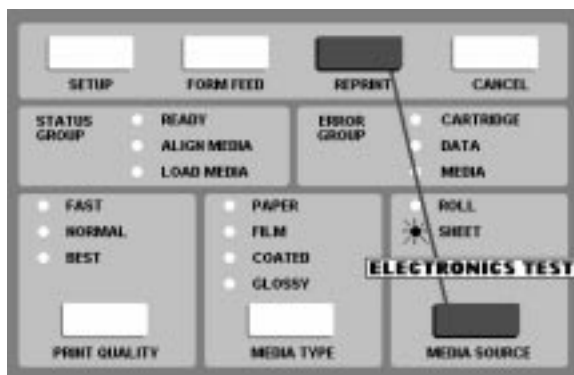 SETUP
FORM FEED
REPRINT
CANCEL
STATUS GROUP
READY
ALIGN MEDIA
LOAD MEDIA
ERROR GROUP
CARTRIDGE
DATA
MEDIA
FAST
NORMAL
BEST
PRINT QUALITY
PAPER
FILM
COATED
GLOSSY
MEDIA TYPE
ROLL
SHEET
ELECTRONICS TEST
MEDIA SOURCE